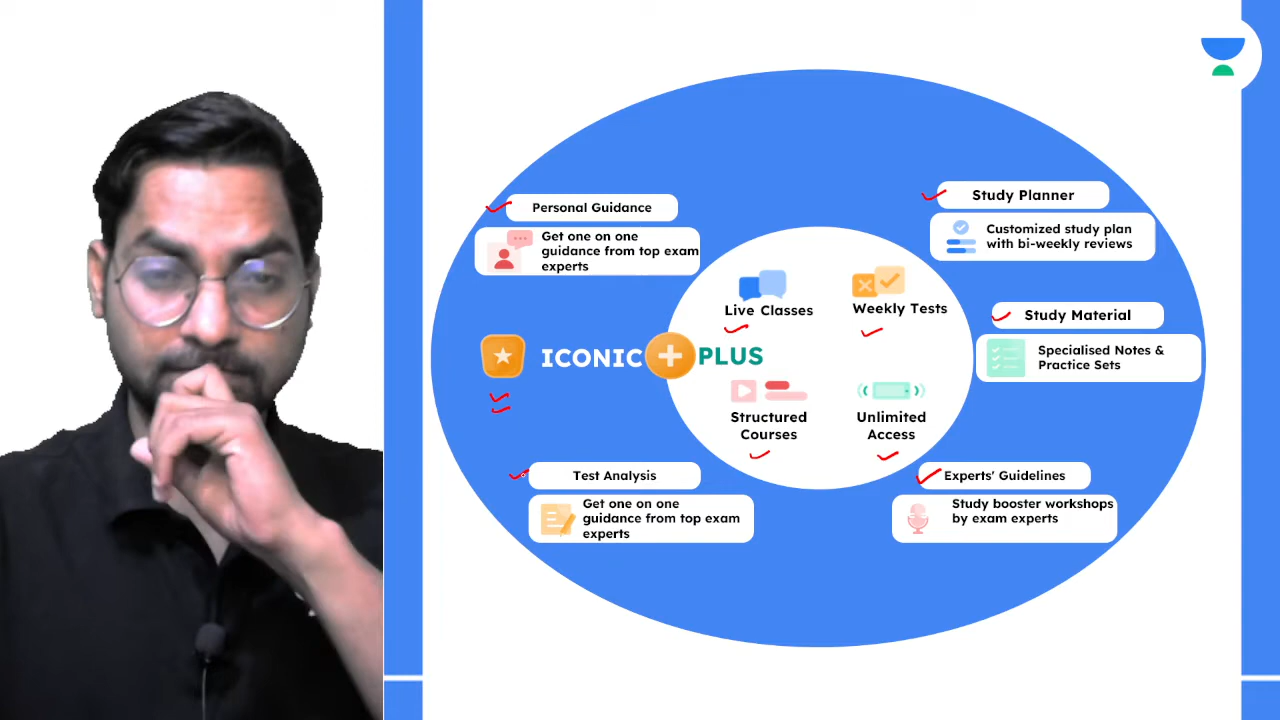 Personal Guidance
Get one on one
guidance from top exam
experts
Study Planner
Customized study plan
with bi-weekly reviews
Live Classes
Weekly Tests
Study Material
Specialised Notes &
Practice Sets
ICONIC PLUS
Structured
Courses
Unlimited
Access
Test Analysis
Get one on one
guidance from top exam
experts
Experts' Guidelines
Study booster workshops
by exam experts